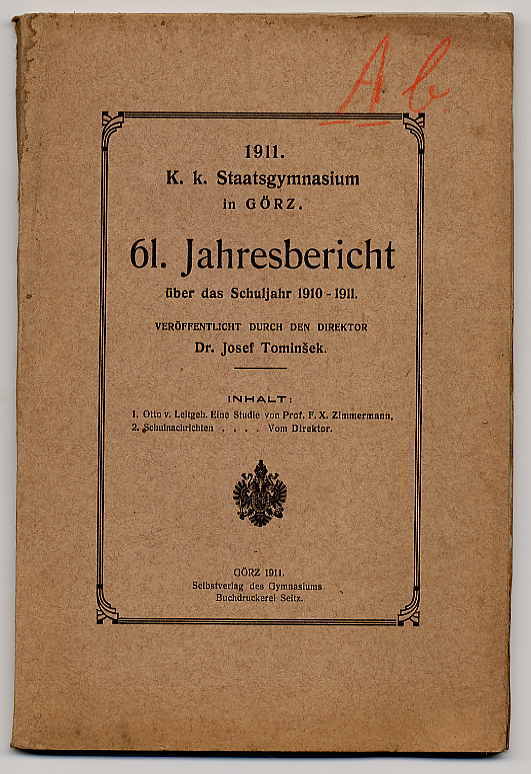 Ab
1911.
K. k. Staatsgymnasium
in GÖRZ.
61. Jahresbericht
über das Schuljahr 1910 - 1911.
VERÖFFENTLICHT DURCH DEN DIREKTOR
Dr. Josef Tominšek.
INHALT:
1. Otto v. Leitgeb. Eine Studie von Prof. F. X. Zimmermann.
2. Schulnachrichten . . . . Vom Direktor.
GÖRZ 1911.
Selbstverlag des Gymnasiums
Buchdruckerei Seitz.